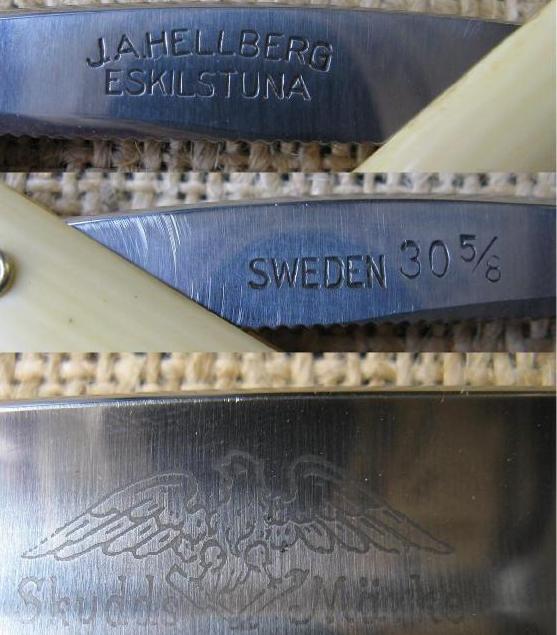 J.A.HELLBERG
ESKILSTUNA
SWEDEN 30 5/8
Skydds Märke